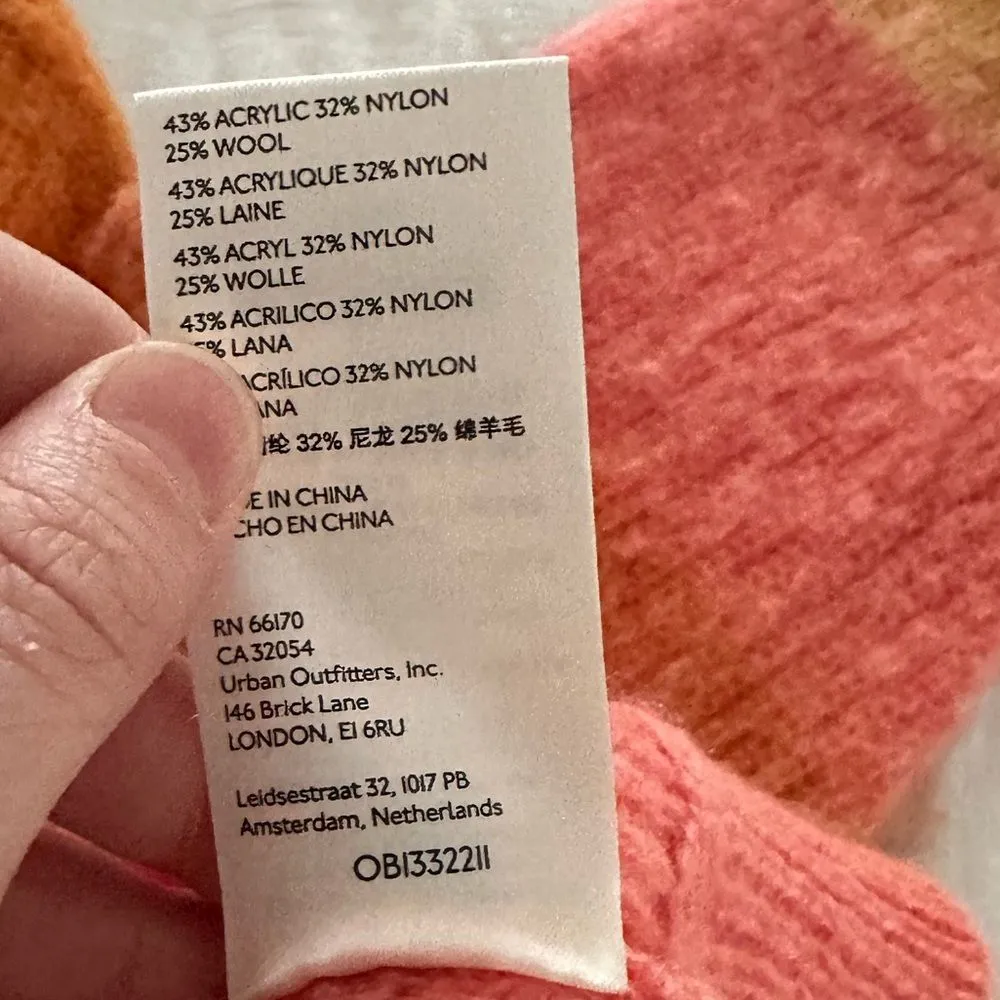 43% ACRYLIC 32% NYLON
25% WOOL
43% ACRYLIQUE 32% NYLON
25% LAINE
43% ACRYL 32% NYLON
25% WOLLE
43% ACRILICO 32% NYLON
% LANA
ACRÍLICO 32% NYLON
ANA
纶 32% 尼龙 25% 绵羊毛
E IN CHINA
CHO EN CHINA
RN 66170
CA 32054
Urban Outfitters, Inc.
146 Brick Lane
LONDON, E1 6RU
Leidsestraat 32, 1017 PB
Amsterdam, Netherlands
OB1332211